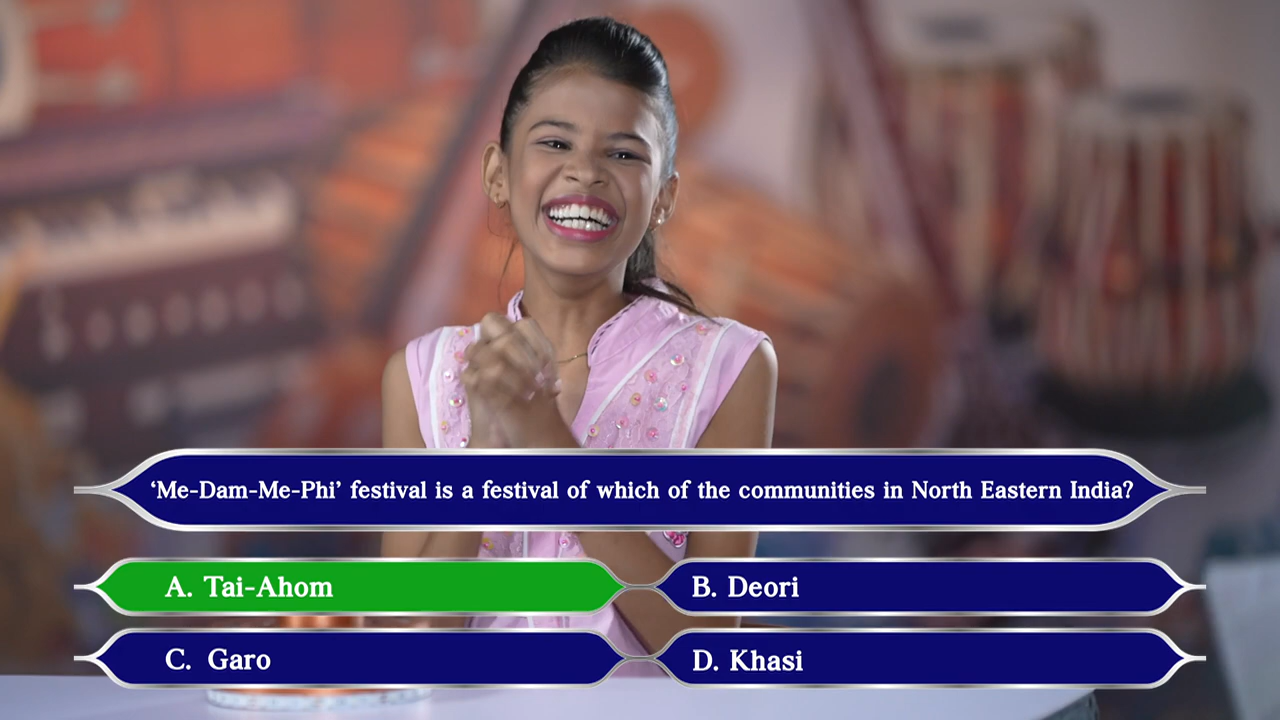 ‘Me-Dam-Me-Phi’ festival is a festival of which of the communities in North Eastern India?
A. Tai-Ahom
B. Deori
C. Garo
D. Khasi